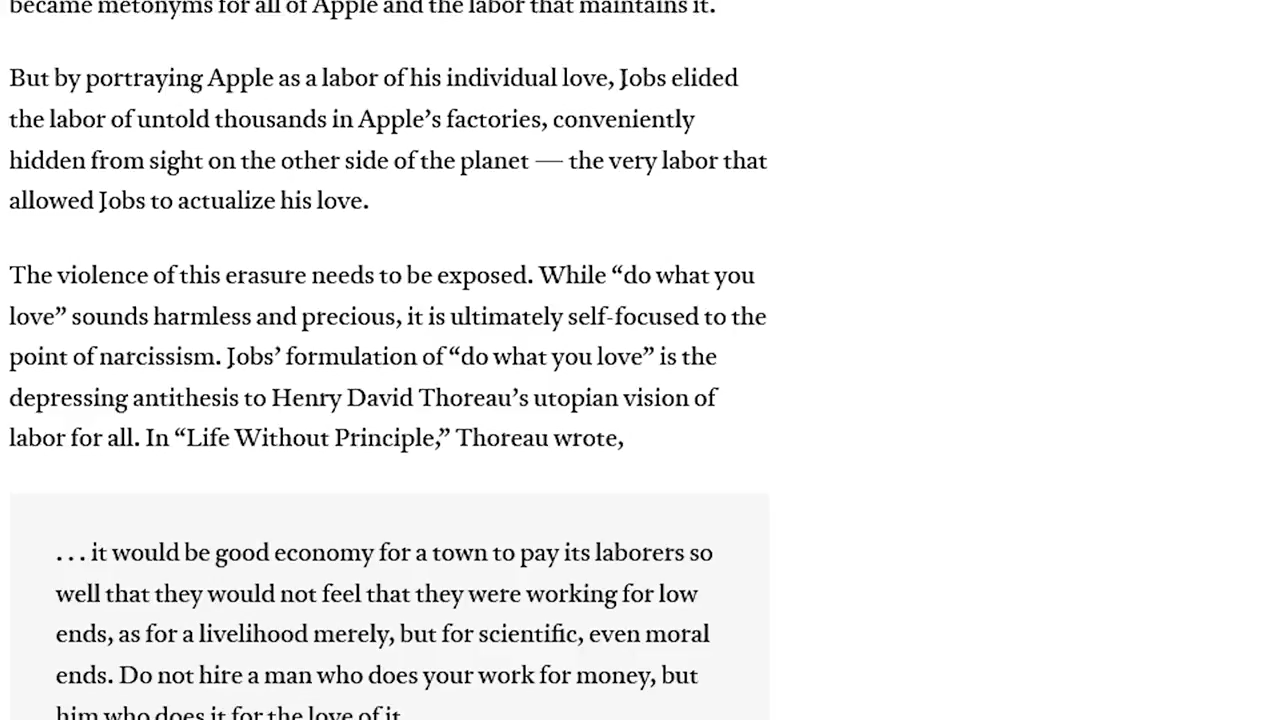 became metonyms for all of Apple and the labor that maintains it.
But by portraying Apple as a labor of his individual love, Jobs elided
the labor of untold thousands in Apple’s factories, conveniently
hidden from sight on the other side of the planet — the very labor that
allowed Jobs to actualize his love.
The violence of this erasure needs to be exposed. While “do what you
love” sounds harmless and precious, it is ultimately self-focused to the
point of narcissism. Jobs’ formulation of “do what you love” is the
depressing antithesis to Henry David Thoreau’s utopian vision of
labor for all. In “Life Without Principle,” Thoreau wrote,
. . . it would be good economy for a town to pay its laborers so
well that they would not feel that they were working for low
ends, as for a livelihood merely, but for scientific, even moral
ends. Do not hire a man who does your work for money, but
him who does it for the love of it.